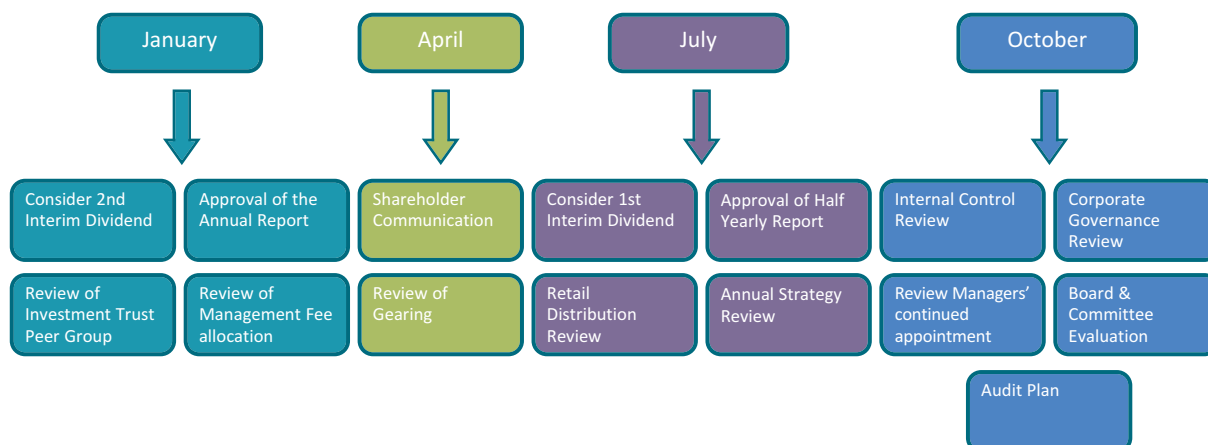 January
April
July
October
Consider 2nd
Interim Dividend
Approval of the
Annual Report
Shareholder
Communication
Consider 1st
Interim Dividend
Approval of Half
Yearly Report
Internal Control
Review
Corporate
Governance
Review
Review of
Investment Trust
Peer Group
Review of
Management Fee
allocation
Review of
Gearing
Retail
Distribution
Review
Annual Strategy
Review
Review Managers’
continued
appointment
Board &
Committee
Evaluation
Audit Plan